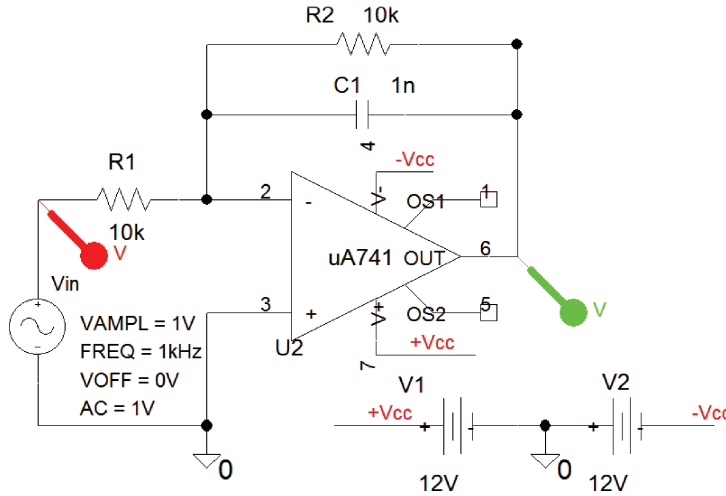 R2 10k
C1 1n
4
-Vcc
R1
2
-
V-
OS1
1
10k
V
uA741
OUT
6
Vin
3
+
V+
OS2
5
V
U2
7
+Vcc
VAMPL = 1V
FREQ = 1kHz
VOFF = 0V
AC = 1V
V1
V2
+Vcc
+
-
+
-
-Vcc
0
12V
0
12V